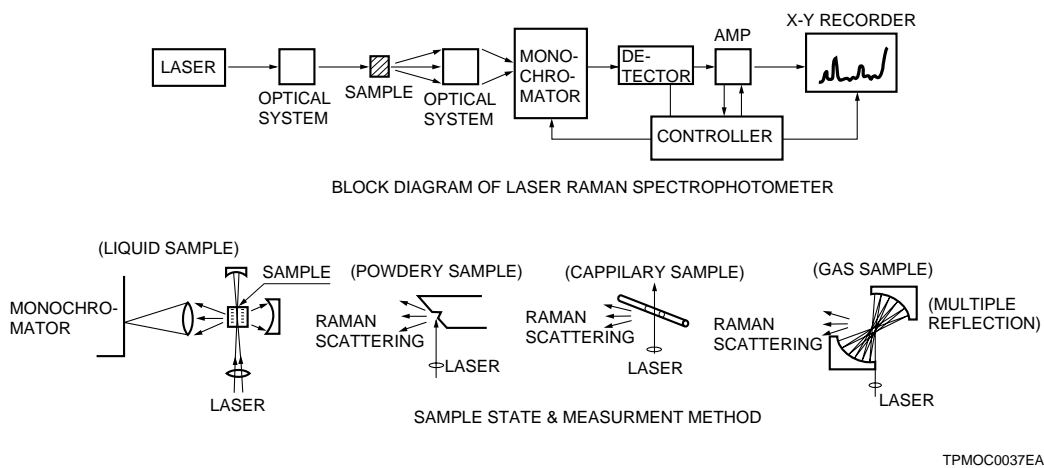 X-Y RECORDER
AMP
LASER
OPTICAL
SYSTEM
SAMPLE
OPTICAL
SYSTEM
MONO-
CHRO-
MATOR
DE-
TECTOR
CONTROLLER
BLOCK DIAGRAM OF LASER RAMAN SPECTROPHOTOMETER
(LIQUID SAMPLE)
SAMPLE
MONOCHRO-
MATOR
LASER
(POWDERY SAMPLE)
RAMAN
SCATTERING
LASER
(CAPPILARY SAMPLE)
RAMAN
SCATTERING
LASER
(GAS SAMPLE)
(MULTIPLE
REFLECTION)
RAMAN
SCATTERING
LASER
SAMPLE STATE & MEASURMENT METHOD
TPMOC0037EA